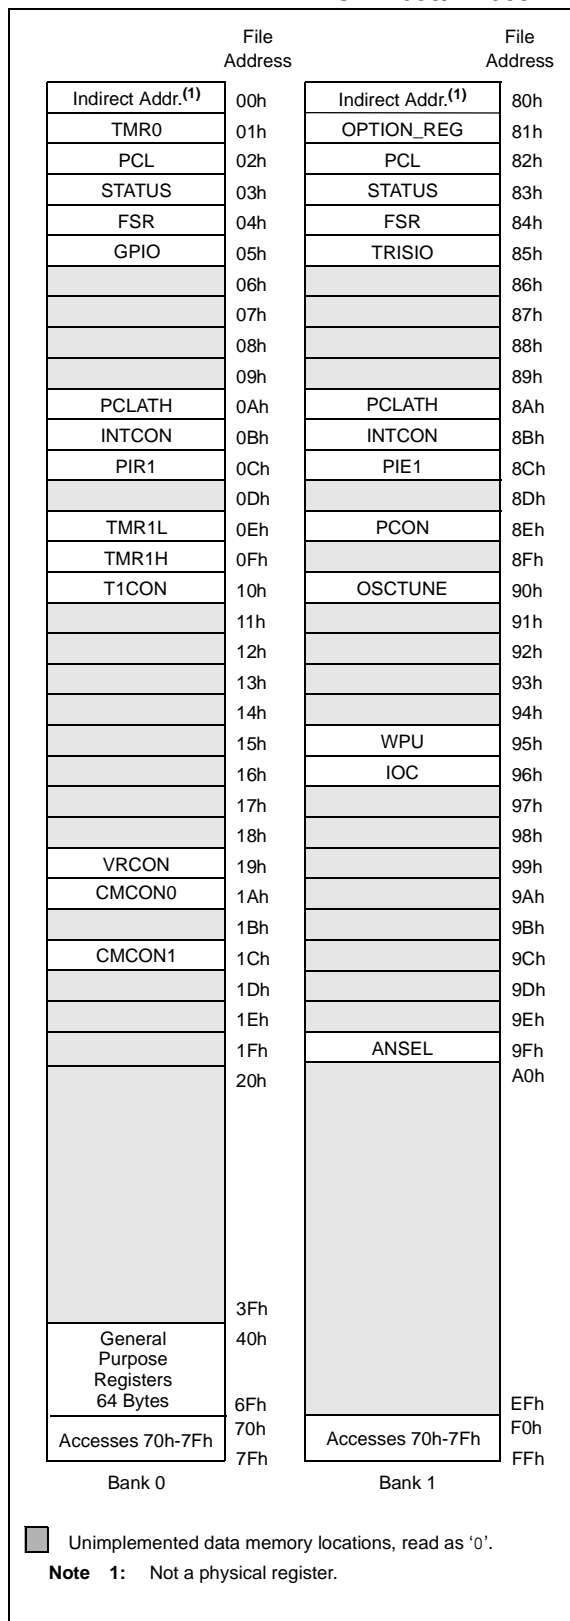 File
Address
File
Address
Indirect Addr.(1) 00h Indirect Addr.(1) 80h
TMR0 01h OPTION_REG 81h
PCL 02h PCL 82h
STATUS 03h STATUS 83h
FSR 04h FSR 84h
GPIO 05h TRISIO 85h
06h 86h
07h 87h
08h 88h
09h 89h
PCLATH 0Ah PCLATH 8Ah
INTCON 0Bh INTCON 8Bh
PIR1 0Ch PIE1 8Ch
0Dh 8Dh
TMR1L 0Eh PCON 8Eh
TMR1H 0Fh 8Fh
T1CON 10h OSCTUNE 90h
11h 91h
12h 92h
13h 93h
14h 94h
15h WPU 95h
16h IOC 96h
17h 97h
18h 98h
VRCON 19h 99h
CMCON0 1Ah 9Ah
1Bh 9Bh
CMCON1 1Ch 9Ch
1Dh 9Dh
1Eh 9Eh
1Fh ANSEL 9Fh
20h A0h
3Fh
General 40h
Purpose
Registers
64 Bytes 6Fh EFh
70h F0h
Accesses 70h-7Fh Accesses 70h-7Fh
7Fh FFh
Bank 0 Bank 1
Unimplemented data memory locations, read as ‘0’.
Note 1: Not a physical register.